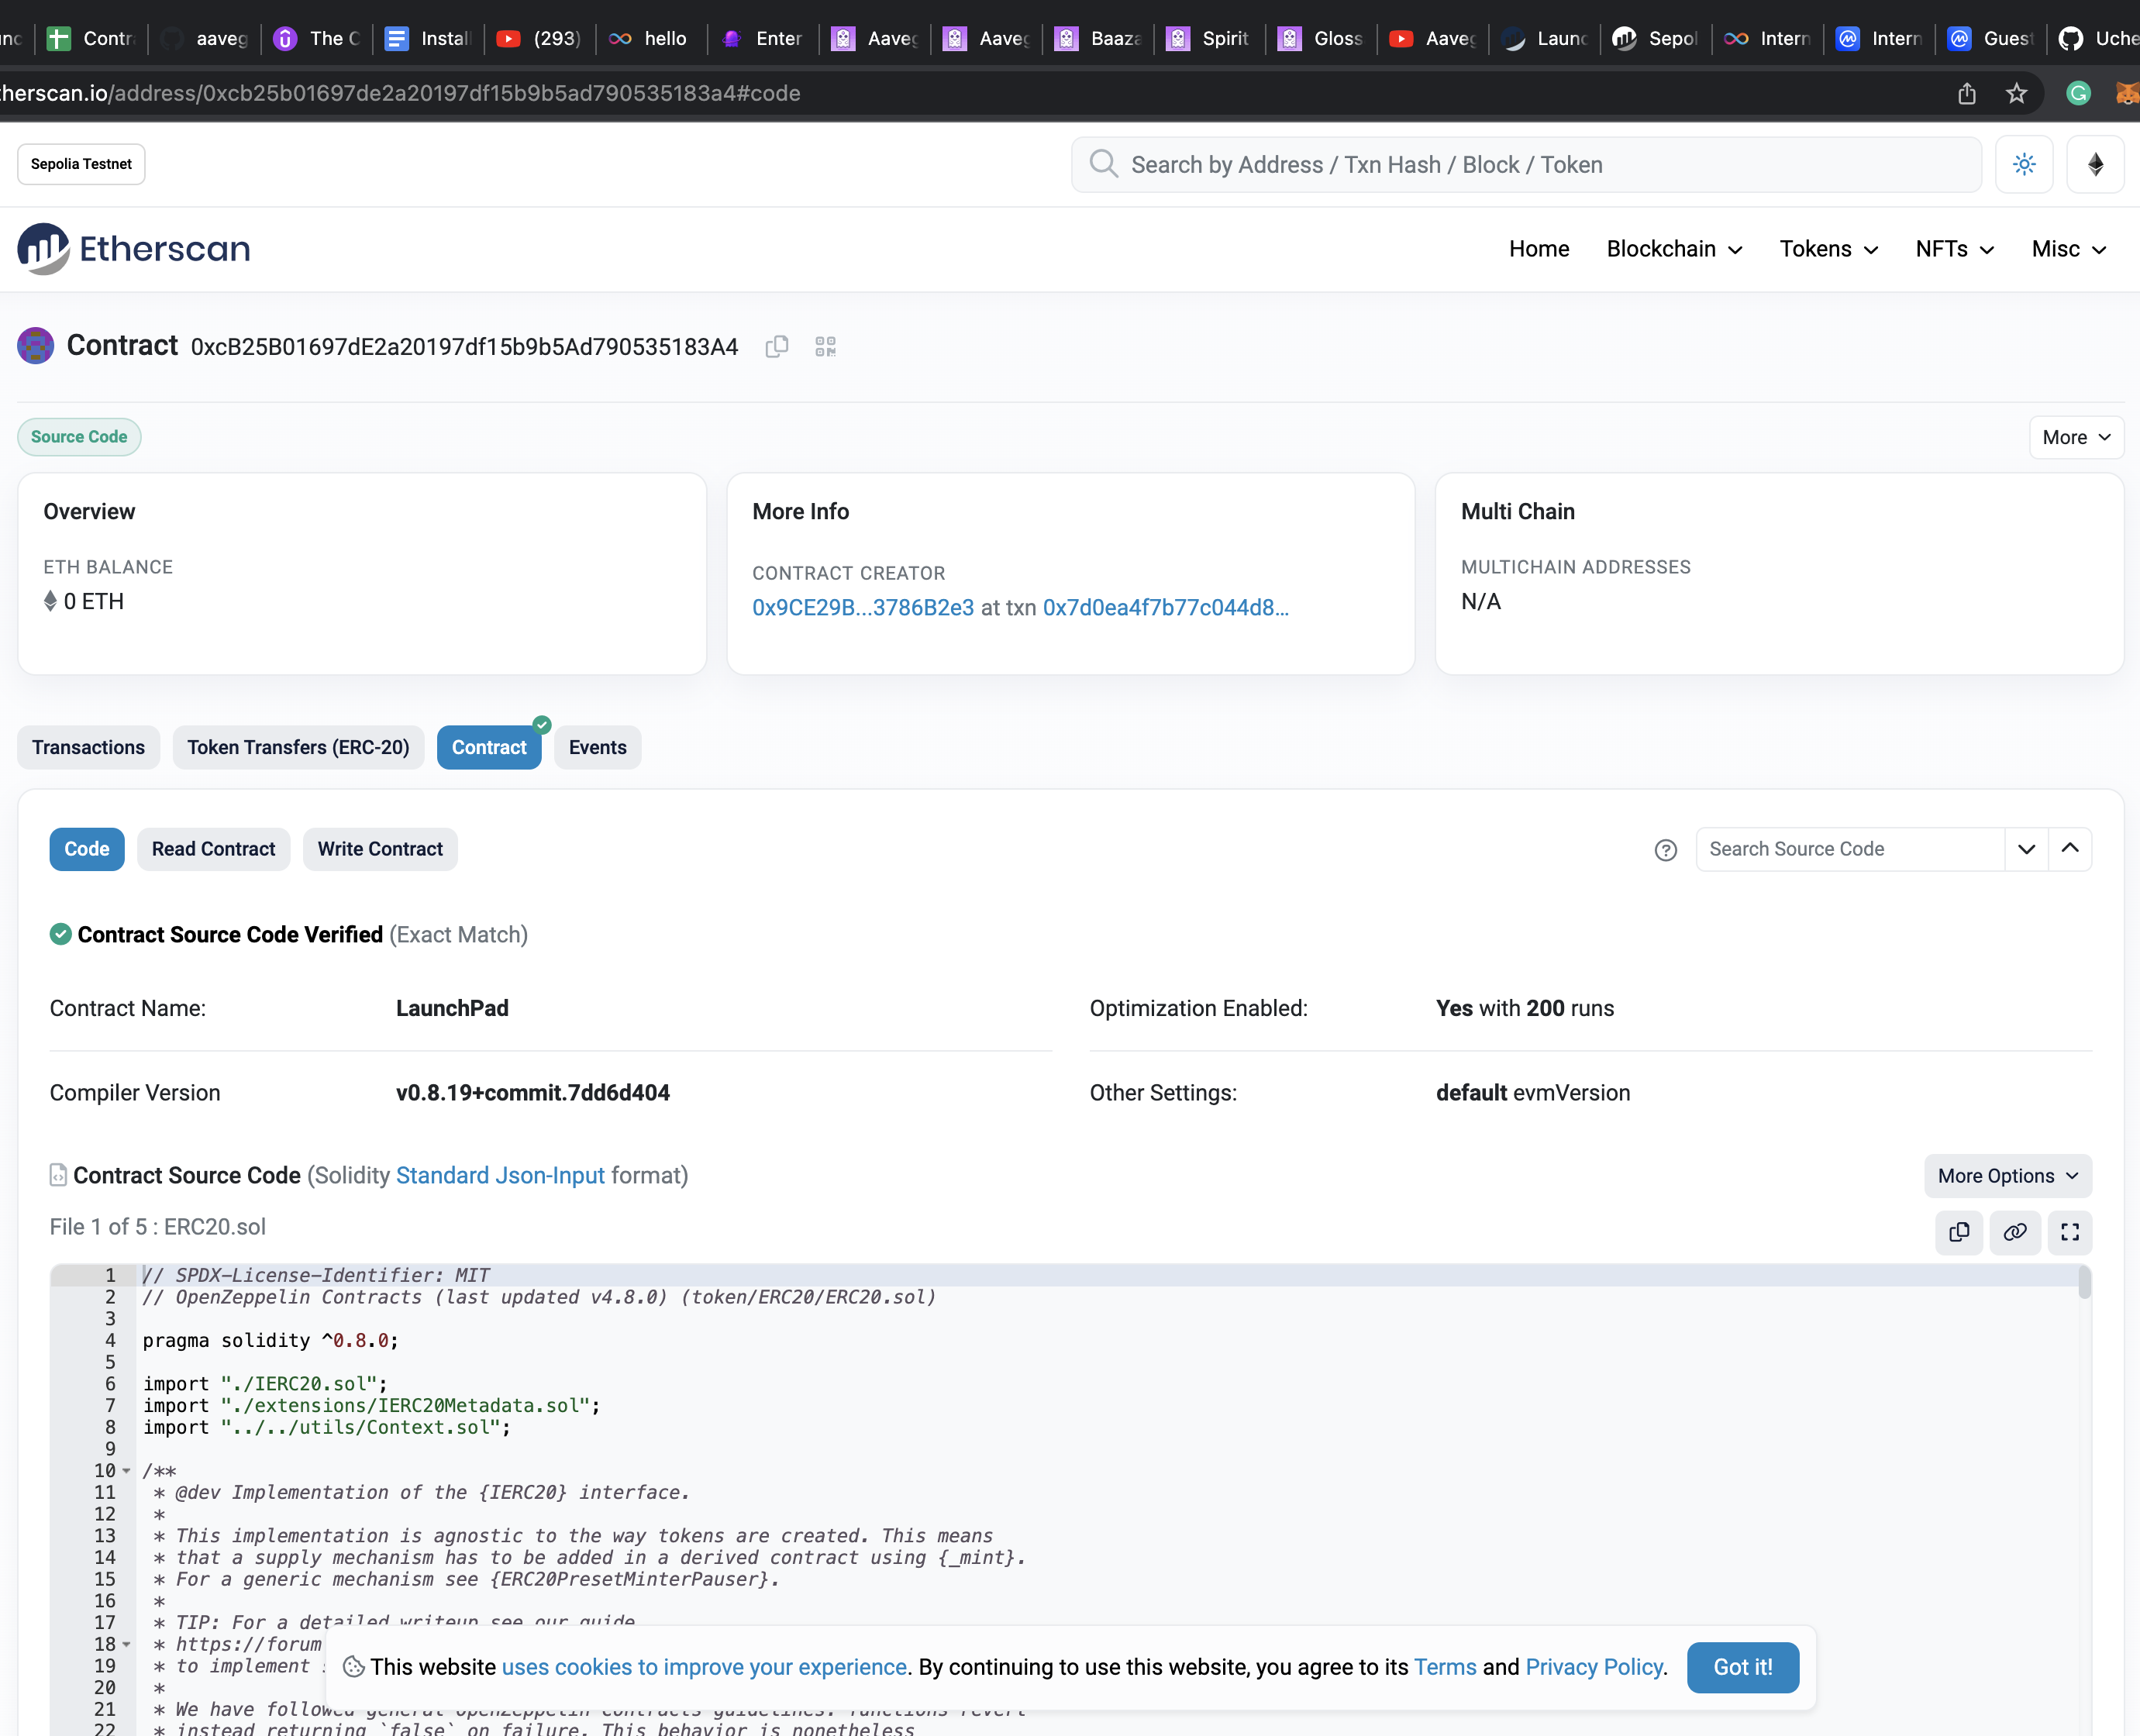 Contr aaveg The C Install (293) hello Enter Aaveg Aaveg Baaza Spirit Gloss Aaveg Launc Sepol Intern Intern Guest Uche
herscan.io/address/0xcb25b01697de2a20197df15b9b5ad790535183a4#code
Sepolia Testnet
Search by Address / Txn Hash / Block / Token
Etherscan
Home Blockchain Tokens NFTs Misc
Contract 0xcB25B01697dE2a20197df15b9b5Ad790535183A4
Source Code
More
Overview
ETH BALANCE
0 ETH
More Info
CONTRACT CREATOR
0x9CE29B...3786B2e3 at txn 0x7d0ea4f7b77c044d8...
Multi Chain
MULTICHAIN ADDRESSES
N/A
Transactions Token Transfers (ERC-20) Contract Events
Code Read Contract Write Contract
Search Source Code
Contract Source Code Verified (Exact Match)
Contract Name: LaunchPad
Optimization Enabled: Yes with 200 runs
Compiler Version v0.8.19+commit.7dd6d404
Other Settings: default evmVersion
Contract Source Code (Solidity Standard Json-Input format)
More Options
File 1 of 5 : ERC20.sol
1 // SPDX-License-Identifier: MIT
2 // OpenZeppelin Contracts (last updated v4.8.0) (token/ERC20/ERC20.sol)
3
4 pragma solidity ^0.8.0;
5
6 import "./IERC20.sol";
7 import "./extensions/IERC20Metadata.sol";
8 import "../../utils/Context.sol";
9
10 /**
11 * @dev Implementation of the {IERC20} interface.
12 *
13 * This implementation is agnostic to the way tokens are created. This means
14 * that a supply mechanism has to be added in a derived contract using {_mint}.
15 * For a generic mechanism see {ERC20PresetMinterPauser}.
16 *
17 * TIP: For a detailed writeup see our guide
18 * https://forum
19 * to implement
20 *
21 * We have followed general OpenZeppelin Contracts guidelines: functions revert
22 * instead returning `false` on failure. This behavior is nonetheless
This website uses cookies to improve your experience. By continuing to use this website, you agree to its Terms and Privacy Policy.
Got it!